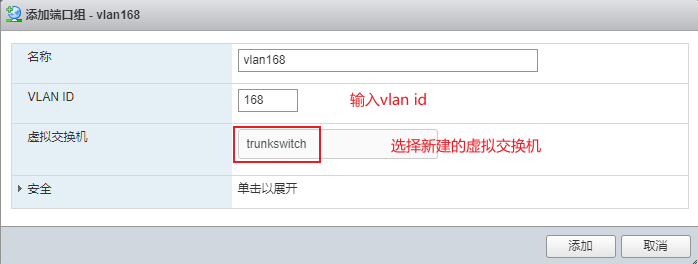 添加端口组 - vlan168
名称 vlan168
VLAN ID 168 输入vlan id
虚拟交换机 trunkswitch 选择新建的虚拟交换机
安全 单击以展开
添加 取消